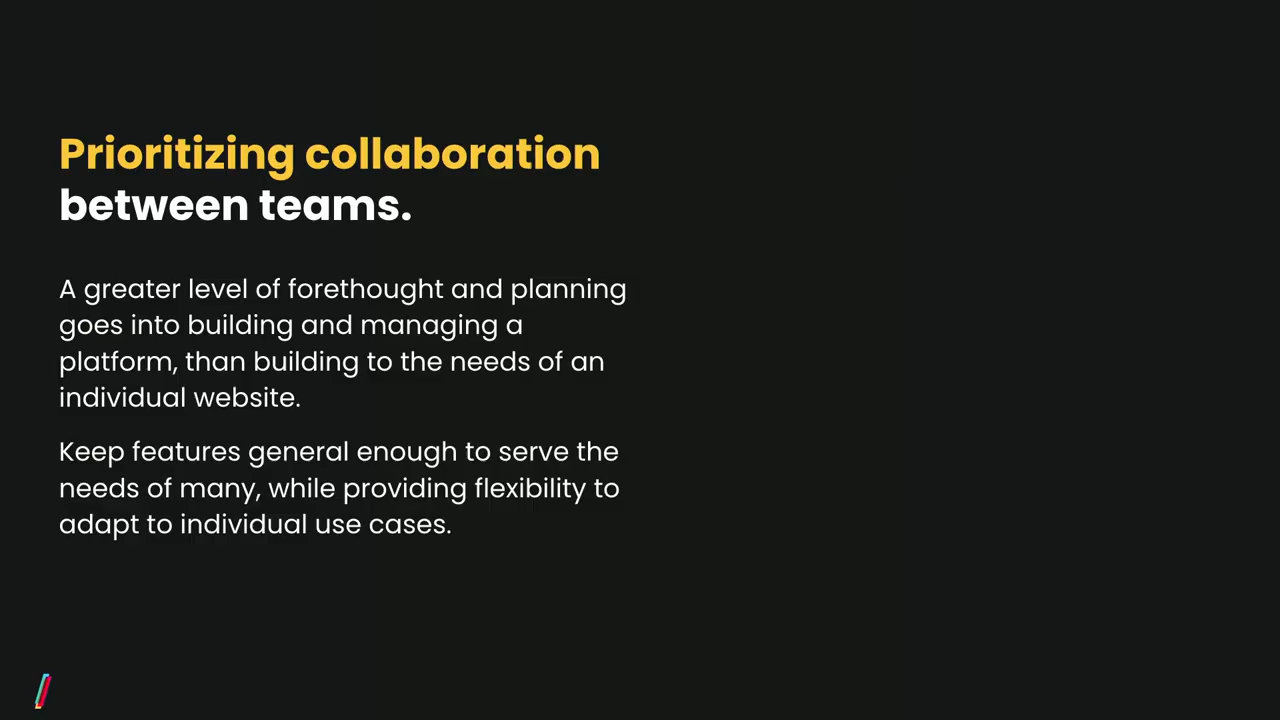 Prioritizing collaboration
between teams.
A greater level of forethought and planning
goes into building and managing a
platform, than building to the needs of an
individual website.
Keep features general enough to serve the
needs of many, while providing flexibility to
adapt to individual use cases.